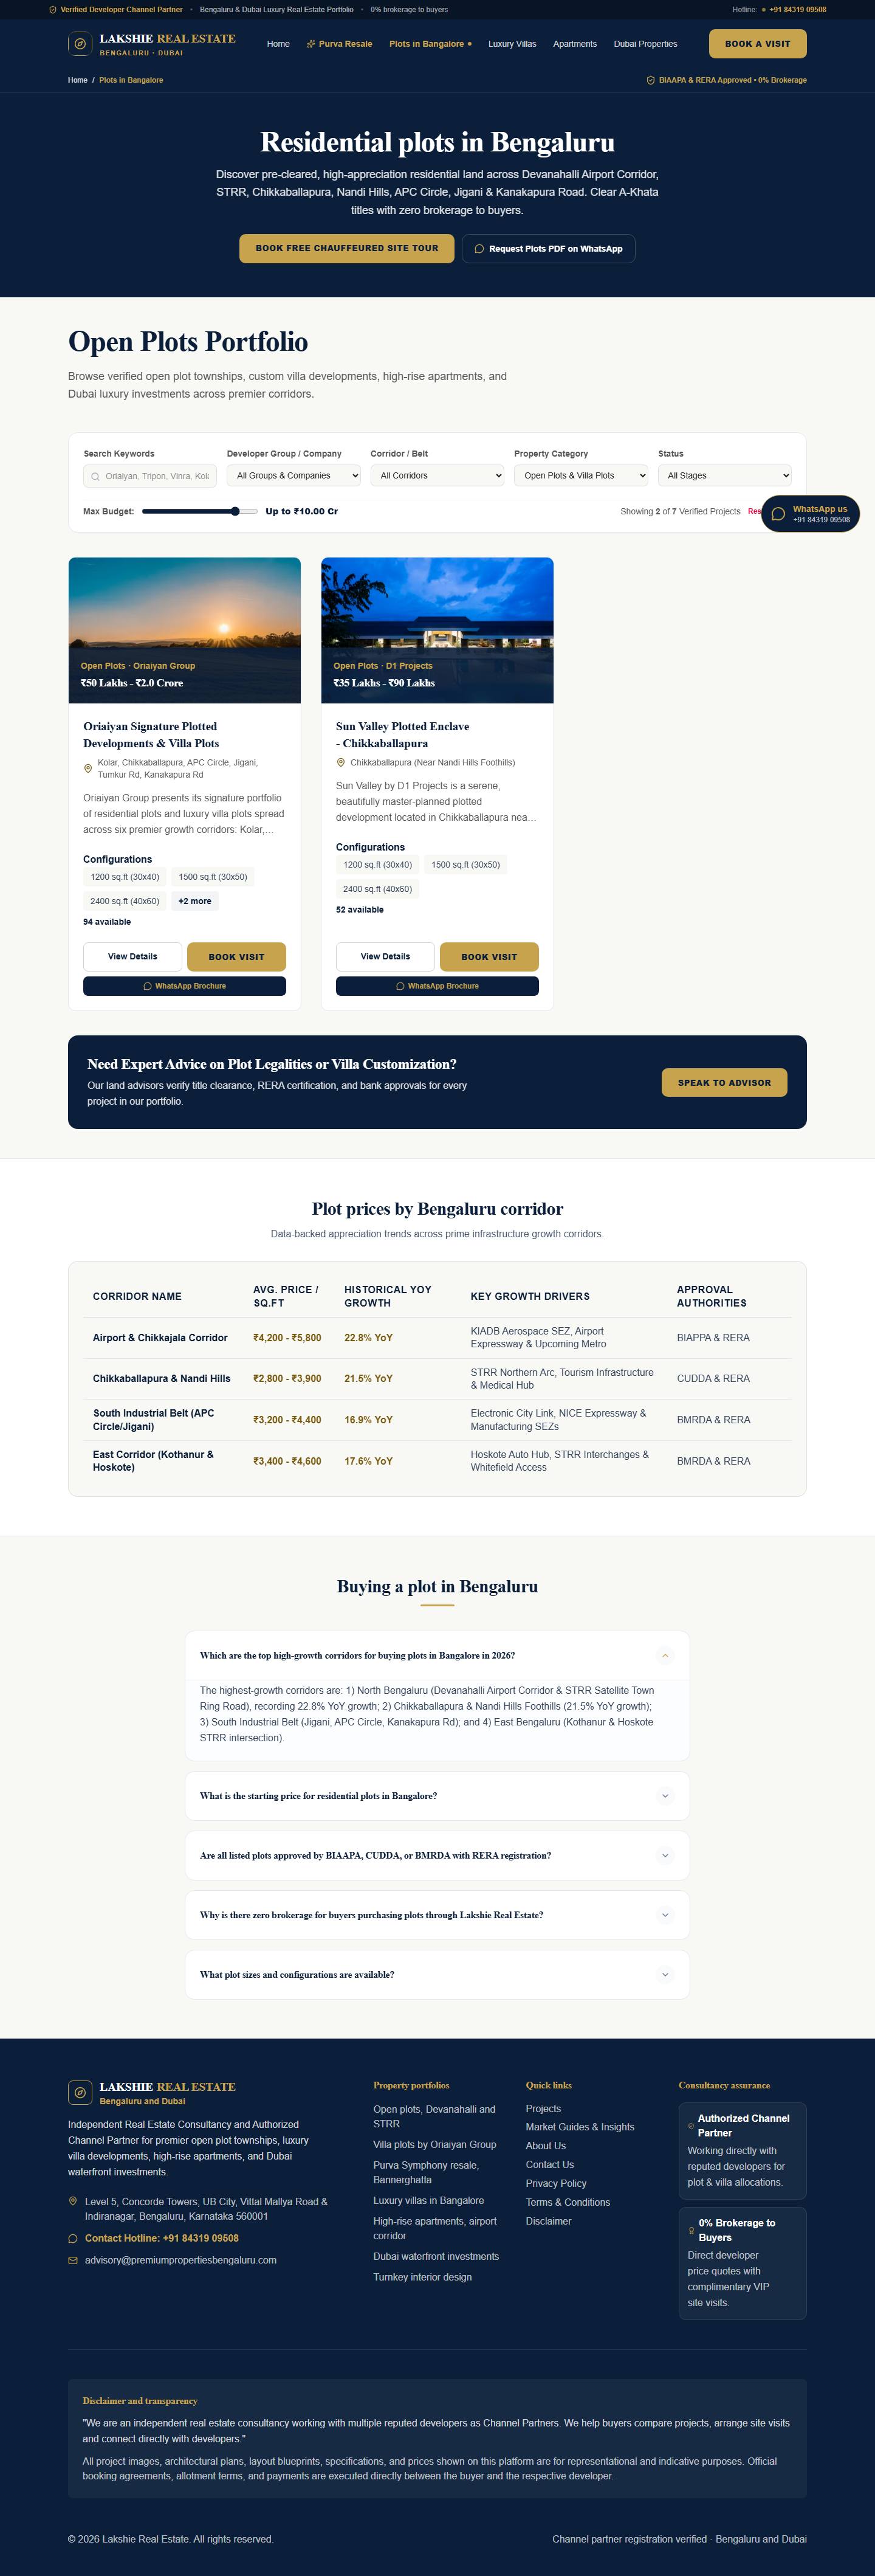 Verified Developer Channel Partner • Bengaluru & Dubai Luxury Real Estate Portfolio • 0% brokerage to buyers
Hotline: +91 84319 09508
LAKSHIE REAL ESTATE
BENGALURU · DUBAI
Home
Purva Resale
Plots in Bangalore
Luxury Villas
Apartments
Dubai Properties
BOOK A VISIT
Home / Plots in Bangalore
BIAAPA & RERA Approved • 0% Brokerage
Residential plots in Bengaluru
Discover pre-cleared, high-appreciation residential land across Devanahalli Airport Corridor,
STRR, Chikkaballapura, Nandi Hills, APC Circle, Jigani & Kanakapura Road. Clear A-Khata
titles with zero brokerage to buyers.
BOOK FREE CHAUFFEURED SITE TOUR
Request Plots PDF on WhatsApp
Open Plots Portfolio
Browse verified open plot townships, custom villa developments, high-rise apartments, and
Dubai luxury investments across premier corridors.
Search Keywords
Developer Group / Company
Corridor / Belt
Property Category
Status
Oriaiyan, Tripon, Vinra, Kola
All Groups & Companies
All Corridors
Open Plots & Villa Plots
All Stages
Max Budget:
Up to ₹10.00 Cr
Showing 2 of 7 Verified Projects
WhatsApp us
+91 84319 09508
Open Plots · Oriaiyan Group
₹50 Lakhs - ₹2.0 Crore
Oriaiyan Signature Plotted
Developments & Villa Plots
Kolar, Chikkaballapura, APC Circle, Jigani,
Tumkur Rd, Kanakapura Rd
Oriaiyan Group presents its signature portfolio
of residential plots and luxury villa plots spread
across six premier growth corridors: Kolar,…
Configurations
1200 sq.ft (30x40)
1500 sq.ft (30x50)
2400 sq.ft (40x60)
+2 more
94 available
View Details
BOOK VISIT
WhatsApp Brochure
Open Plots · D1 Projects
₹35 Lakhs - ₹90 Lakhs
Sun Valley Plotted Enclave
- Chikkaballapura
Chikkaballapura (Near Nandi Hills Foothills)
Sun Valley by D1 Projects is a serene,
beautifully master-planned plotted
development located in Chikkaballapura nea…
Configurations
1200 sq.ft (30x40)
1500 sq.ft (30x50)
2400 sq.ft (40x60)
52 available
View Details
BOOK VISIT
WhatsApp Brochure
Need Expert Advice on Plot Legalities or Villa Customization?
Our land advisors verify title clearance, RERA certification, and bank approvals for every
project in our portfolio.
SPEAK TO ADVISOR
Plot prices by Bengaluru corridor
Data-backed appreciation trends across prime infrastructure growth corridors.
CORRIDOR NAME
AVG. PRICE /
SQ.FT
HISTORICAL YOY
GROWTH
KEY GROWTH DRIVERS
APPROVAL
AUTHORITIES
Airport & Chikkajala Corridor
₹4,200 - ₹5,800
22.8% YoY
KIADB Aerospace SEZ, Airport
Expressway & Upcoming Metro
BIAPPA & RERA
Chikkaballapura & Nandi Hills
₹2,800 - ₹3,900
21.5% YoY
STRR Northern Arc, Tourism Infrastructure
& Medical Hub
CUDDA & RERA
South Industrial Belt (APC
Circle/Jigani)
₹3,200 - ₹4,400
16.9% YoY
Electronic City Link, NICE Expressway &
Manufacturing SEZs
BMRDA & RERA
East Corridor (Kothanur &
Hoskote)
₹3,400 - ₹4,600
17.6% YoY
Hoskote Auto Hub, STRR Interchanges &
Whitefield Access
BMRDA & RERA
Buying a plot in Bengaluru
Which are the top high-growth corridors for buying plots in Bangalore in 2026?
The highest-growth corridors are: 1) North Bengaluru (Devanahalli Airport Corridor & STRR Satellite Town
Ring Road), recording 22.8% YoY growth; 2) Chikkaballapura & Nandi Hills Foothills (21.5% YoY growth);
3) South Industrial Belt (Jigani, APC Circle, Kanakapura Rd); and 4) East Bengaluru (Kothanur & Hoskote
STRR intersection).
What is the starting price for residential plots in Bangalore?
Are all listed plots approved by BIAAPA, CUDDA, or BMRDA with RERA registration?
Why is there zero brokerage for buyers purchasing plots through Lakshie Real Estate?
What plot sizes and configurations are available?
LAKSHIE REAL ESTATE
Bengaluru and Dubai
Independent Real Estate Consultancy and Authorized
Channel Partner for premier open plot townships, luxury
villa developments, high-rise apartments, and Dubai
waterfront investments.
Level 5, Concorde Towers, UB City, Vittal Mallya Road &
Indiranagar, Bengaluru, Karnataka 560001
Contact Hotline: +91 84319 09508
advisory@premiumpropertiesbengaluru.com
Property portfolios
Open plots, Devanahalli and
STRR
Villa plots by Oriaiyan Group
Purva Symphony resale,
Bannerghatta
Luxury villas in Bangalore
High-rise apartments, airport
corridor
Dubai waterfront investments
Turnkey interior design
Quick links
Projects
Market Guides & Insights
About Us
Contact Us
Privacy Policy
Terms & Conditions
Disclaimer
Consultancy assurance
Authorized Channel
Partner
Working directly with
reputed developers for
plot & villa allocations.
0% Brokerage to
Buyers
Direct developer
price quotes with
complimentary VIP
site visits.
Disclaimer and transparency
"We are an independent real estate consultancy working with multiple reputed developers as Channel Partners. We help buyers compare projects, arrange site visits
and connect directly with developers."
All project images, architectural plans, layout blueprints, specifications, and prices shown on this platform are for representational and indicative purposes. Official
booking agreements, allotment terms, and payments are executed directly between the buyer and the respective developer.
© 2026 Lakshie Real Estate. All rights reserved.
Channel partner registration verified · Bengaluru and Dubai